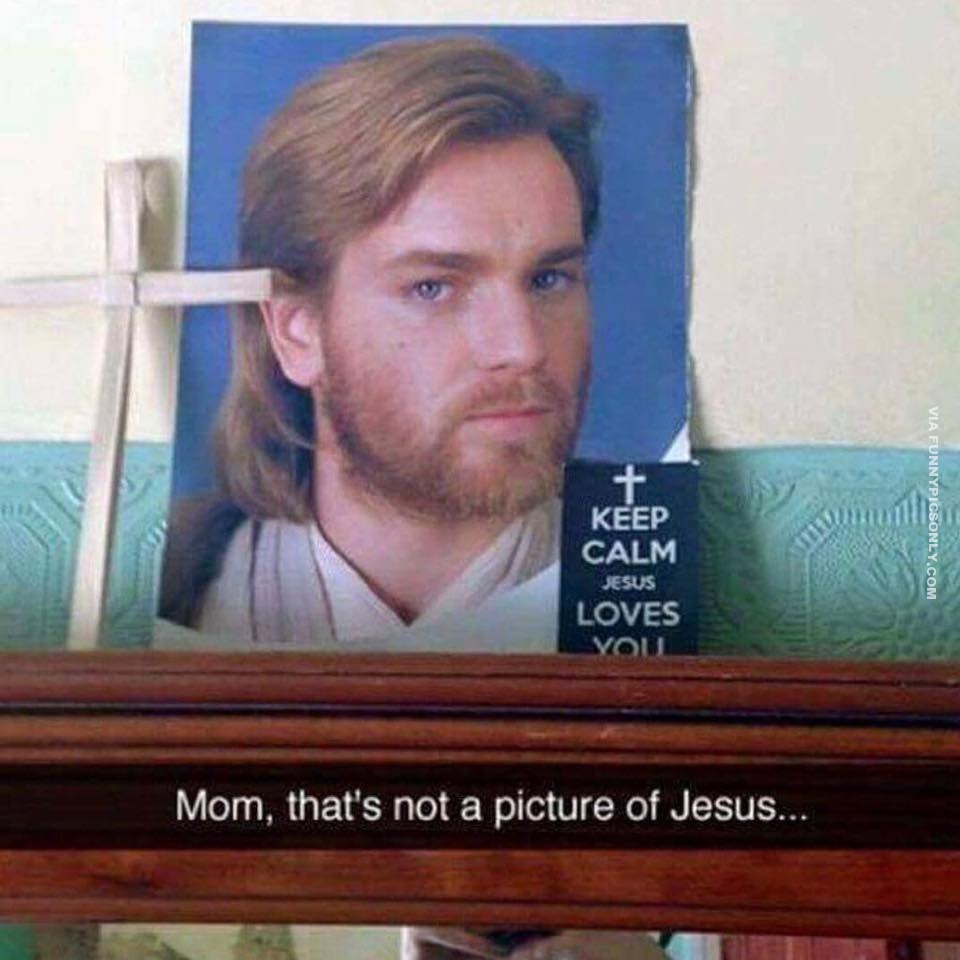 KEEP
CALM
JESUS
LOVES
YOU
Mom, that's not a picture of Jesus...
VIA FUNNYPICSONLY.COM